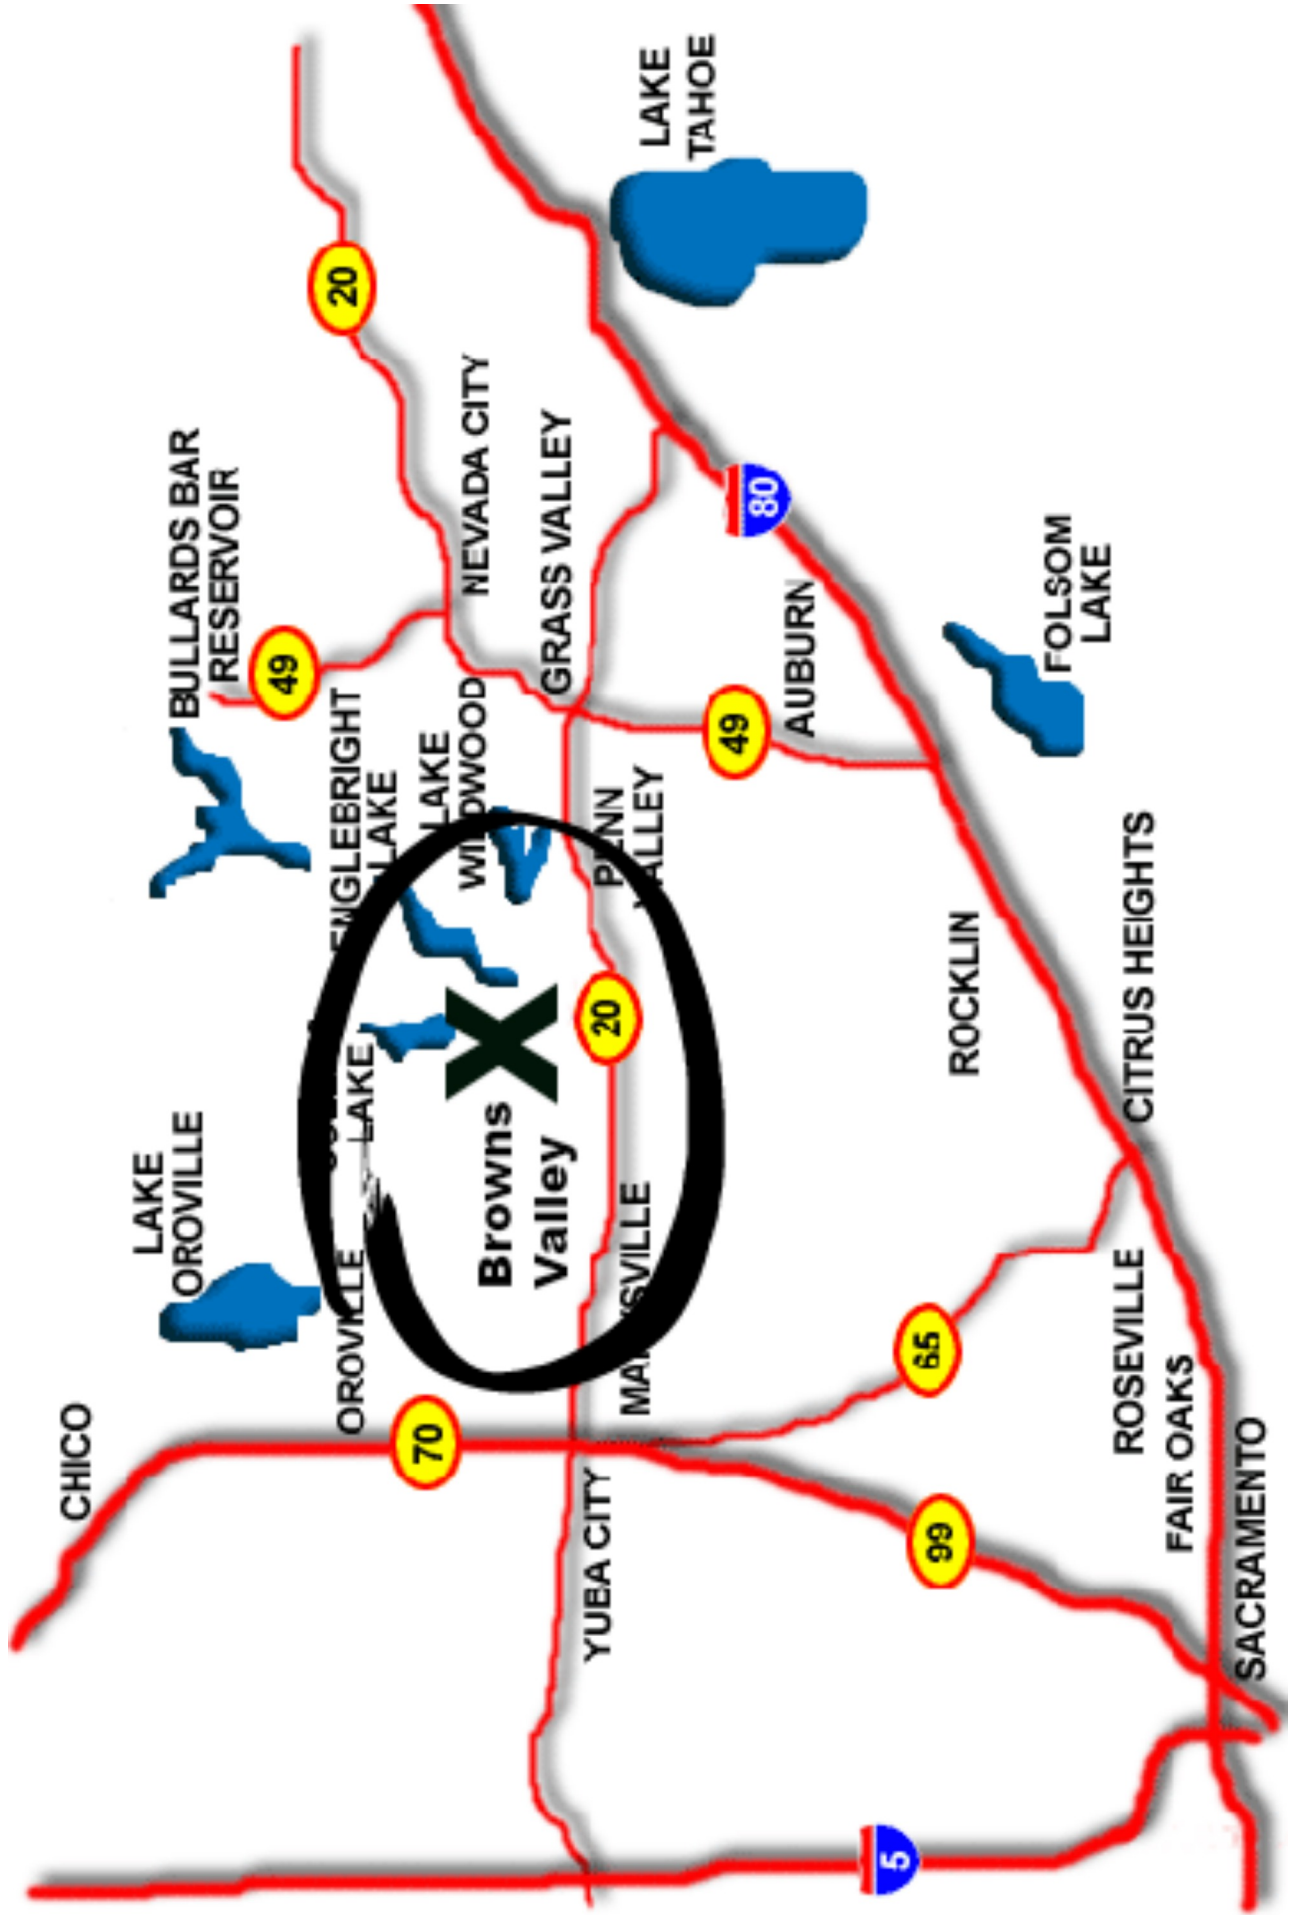 CHICO
LAKE
OROVILLE
BULLARDS BAR
RESERVOIR
49
20
OROVILLE
LAKE
ENGLEBRIGHT
LAKE
70
LAKE
WILDWOOD
NEVADA CITY
Browns
Valley
X
GRASS VALLEY
YUBA CITY
MARYSVILLE
20
PENN
VALLEY
LAKE
TAHOE
49
80
AUBURN
5
65
99
ROCKLIN
FOLSOM
LAKE
ROSEVILLE
CITRUS HEIGHTS
FAIR OAKS
SACRAMENTO